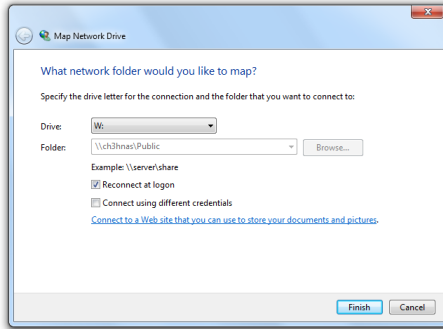 Map Network Drive
What network folder would you like to map?
Specify the drive letter for the connection and the folder that you want to connect to:
Drive: W:
Folder: \\ch3hnas\Public Browse...
Example: \\server\share
Reconnect at logon
Connect using different credentials
Connect to a Web site that you can use to store your documents and pictures.
Finish Cancel